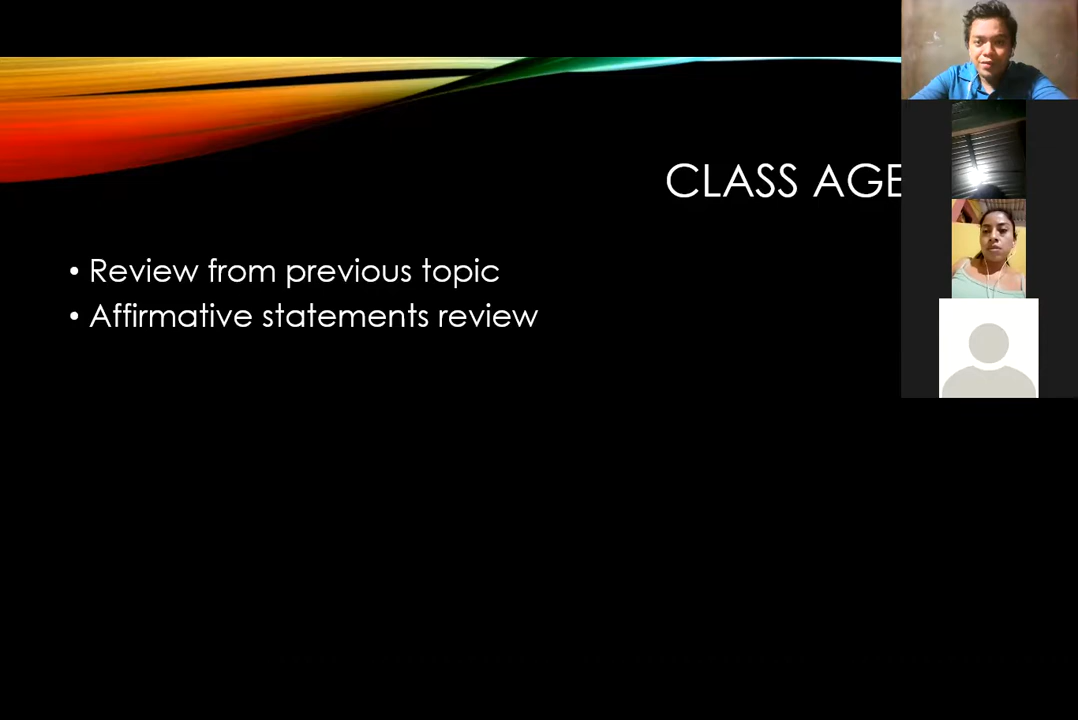 CLASS AGE
• Review from previous topic
• Affirmative statements review